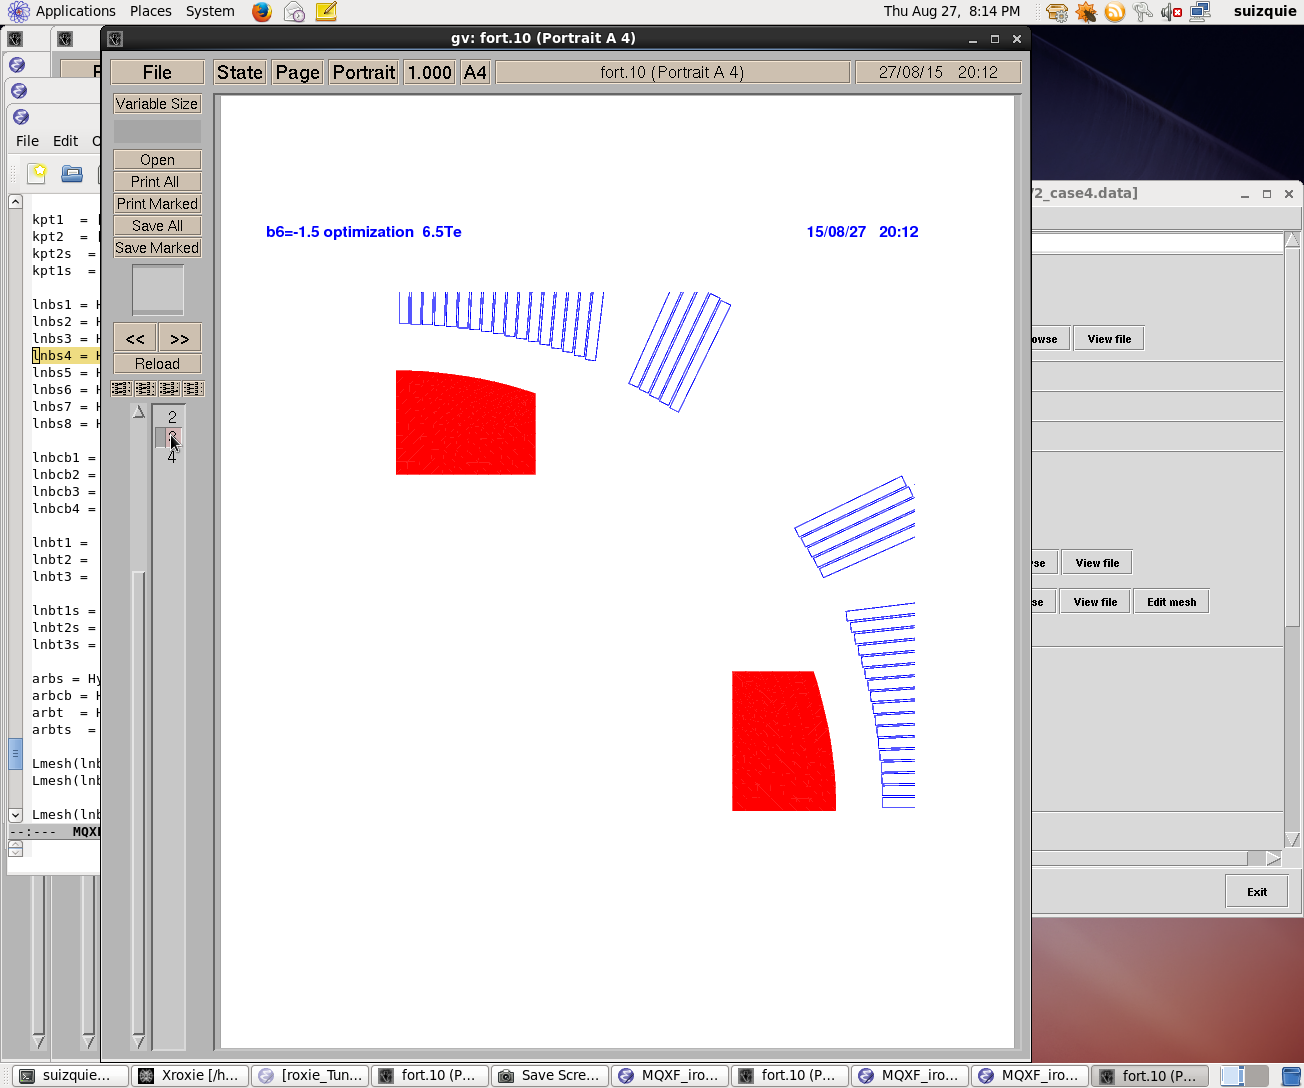 Applications Places System Thu Aug 27, 8:14 PM suizquie
gv: fort.10 (Portrait A 4)
File State Page Portrait 1.000 A4 fort.10 (Portrait A 4) 27/08/15 20:12
Variable Size
Open
Print All
Print Marked
Save All
Save Marked
<< >>
Reload
2
3
4
b6=-1.5 optimization 6.5Te 15/08/27 20:12
File Edit
kpt1 =
kpt2 =
kpt2s =
kpt1s =
lnbs1 = H
lnbs2 = H
lnbs3 = H
lnbs4 = H
lnbs5 = H
lnbs6 = H
lnbs7 = H
lnbs8 = H
lnbcb1 =
lnbcb2 =
lnbcb3 =
lnbcb4 =
lnbt1 =
lnbt2 =
lnbt3 =
lnbt1s =
lnbt2s =
lnbt3s =
arbs = Hy
arbcb = H
arbt = H
arbts =
Lmesh(lnb
Lmesh(lnb
Lmesh(lnb
--:--- MQXF
/2_case4.data]
owse View file
se View file
se View file Edit mesh
Exit
suizquie... Xroxie [/h... [roxie_Tun... fort.10 (P... Save Scre... MQXF_iro... fort.10 (P... MQXF_iro... MQXF_iro... fort.10 (P...